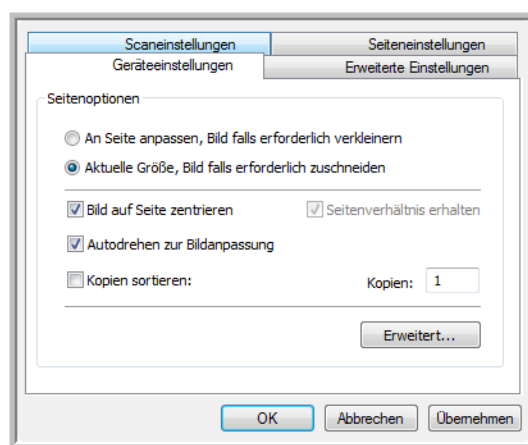 Scaneinstellungen Seiteneinstellungen
Geräteeinstellungen Erweiterte Einstellungen
Seitenoptionen
An Seite anpassen, Bild falls erforderlich verkleinern
Aktuelle Größe, Bild falls erforderlich zuschneiden
Bild auf Seite zentrieren Seitenverhältnis erhalten
Autodrehen zur Bildanpassung
Kopien sortieren: Kopien: 1
Erweitert...
OK Abbrechen Übernehmen